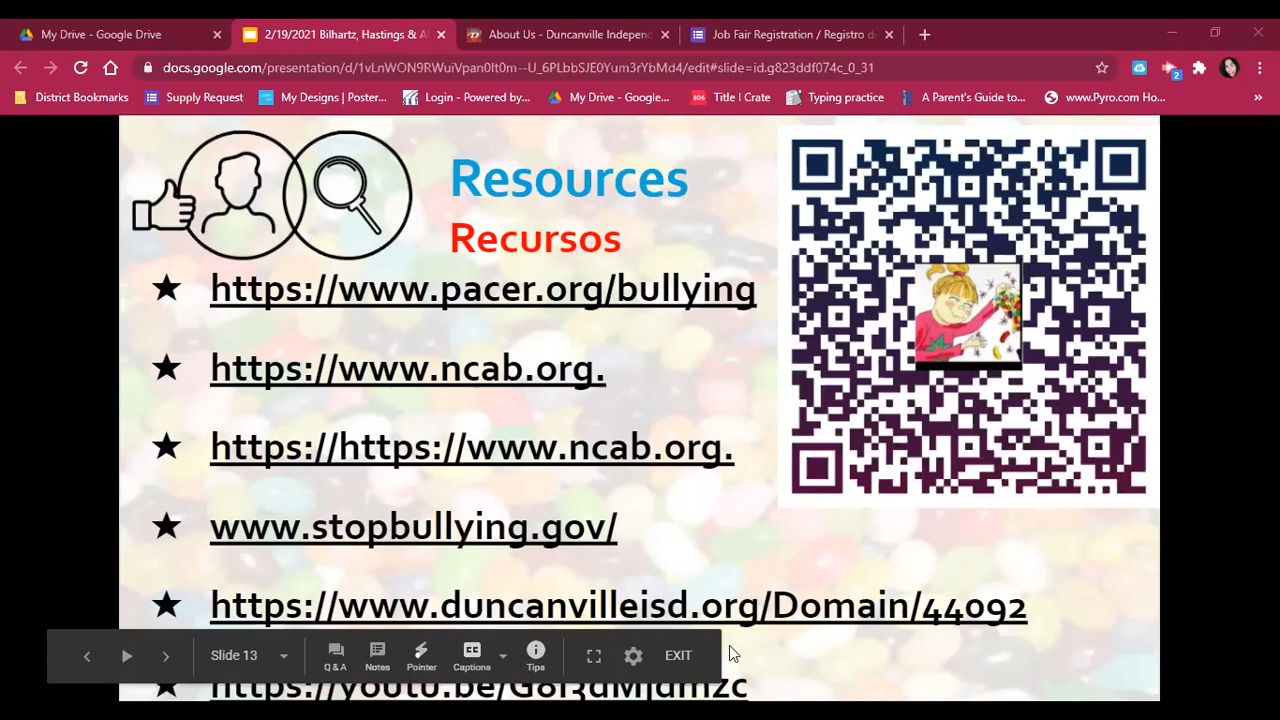 My Drive - Google Drive
2/19/2021 Bilhartz, Hastings & Al
About Us - Duncanville Independ
Job Fair Registration / Registro d
docs.google.com/presentation/d/1vLnWON9RWuiVpan0lt0m--U_6PLbbSJE0Yum3rYbMd4/edit#slide=id.g823ddf074c_0_31
2
District Bookmarks
Supply Request
My Designs | Poster...
Login - Powered by...
My Drive - Google...
806
Title I Crate
Typing practice
A Parent's Guide to...
www.Pyro.com Ho...
Resources
Recursos
★ https://www.pacer.org/bullying
★ https://www.ncab.org.
★ https://https://www.ncab.org.
★ www.stopbullying.gov/
★ https://www.duncanvilleisd.org/Domain/44092
Slide 13
Q & A
Notes
Pointer
CC
Captions
Tips
EXIT